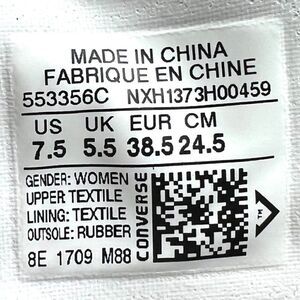 MADE IN CHINA
FABRIQUE EN CHINE
553356C NXH1373H00459
US UK EUR CM
7.5 5.5 38.5 24.5
GENDER: WOMEN
UPPER: TEXTILE
LINING: TEXTILE
OUTSOLE: RUBBER
8E 1709 M88
CONVERSE